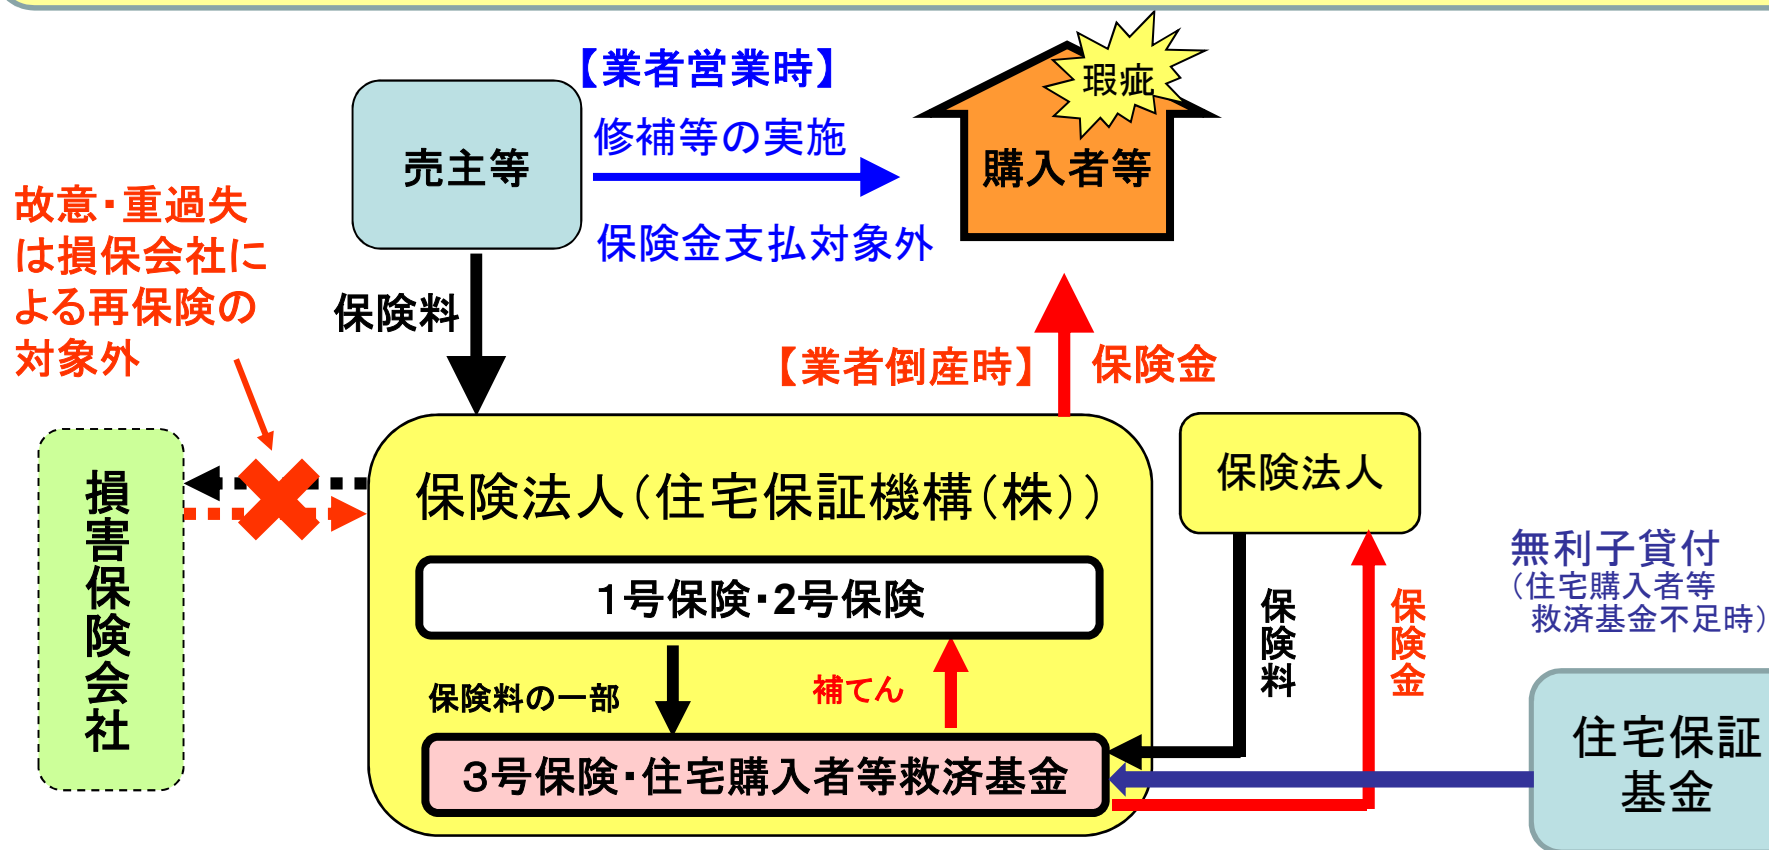 【業者営業時】
瑕疵
修補等の実施
売主等
購入者等
保険金支払対象外
故意・重過失
は損保会社に
よる再保険の
対象外
保険料
【業者倒産時】
保険金
損害保険会社
保険法人(住宅保証機構(株))
保険法人
1号保険・2号保険
保険料の一部
補てん
3号保険・住宅購入者等救済基金
保険料
保険金
無利子貸付
(住宅購入者等
救済基金不足時)
住宅保証
基金